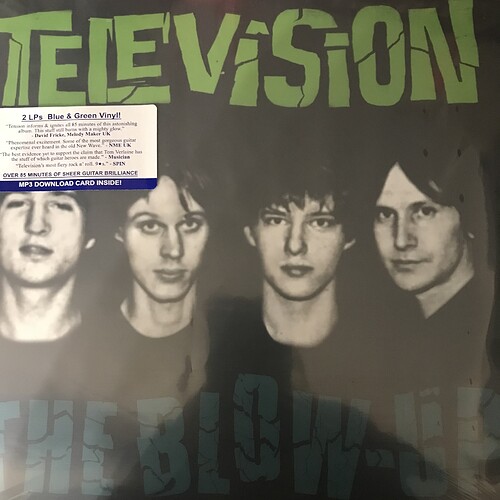 TELEVISION
2 LPs Blue & Green Vinyl!
"Tension informs & ignites all 85 minutes of this astonishing
album. This stuff still burns with a mighty glow."
- David Fricke, Melody Maker UK
"Phenomenal excitement. Some of the most rampant guitar
expertise ever heard in the old New Wave." - NME UK
"The best evidence yet to support the claim that Tom Verlaine has
the stuff of which guitar heroes are made." - Musician
"Television's most fiery rock n' roll. 9 ." - SPIN
OVER 85 MINUTES OF SHEER GUITAR BRILLIANCE
MP3 DOWNLOAD CARD INSIDE!
THE BLOW-UP